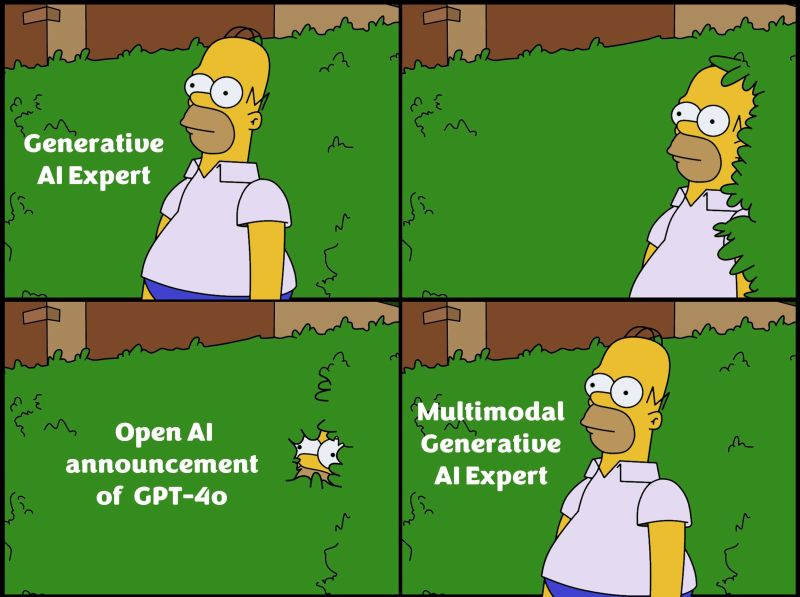 Generative
AI Expert
Open AI
announcement
of GPT-4o
Multimodal
Generative
AI Expert